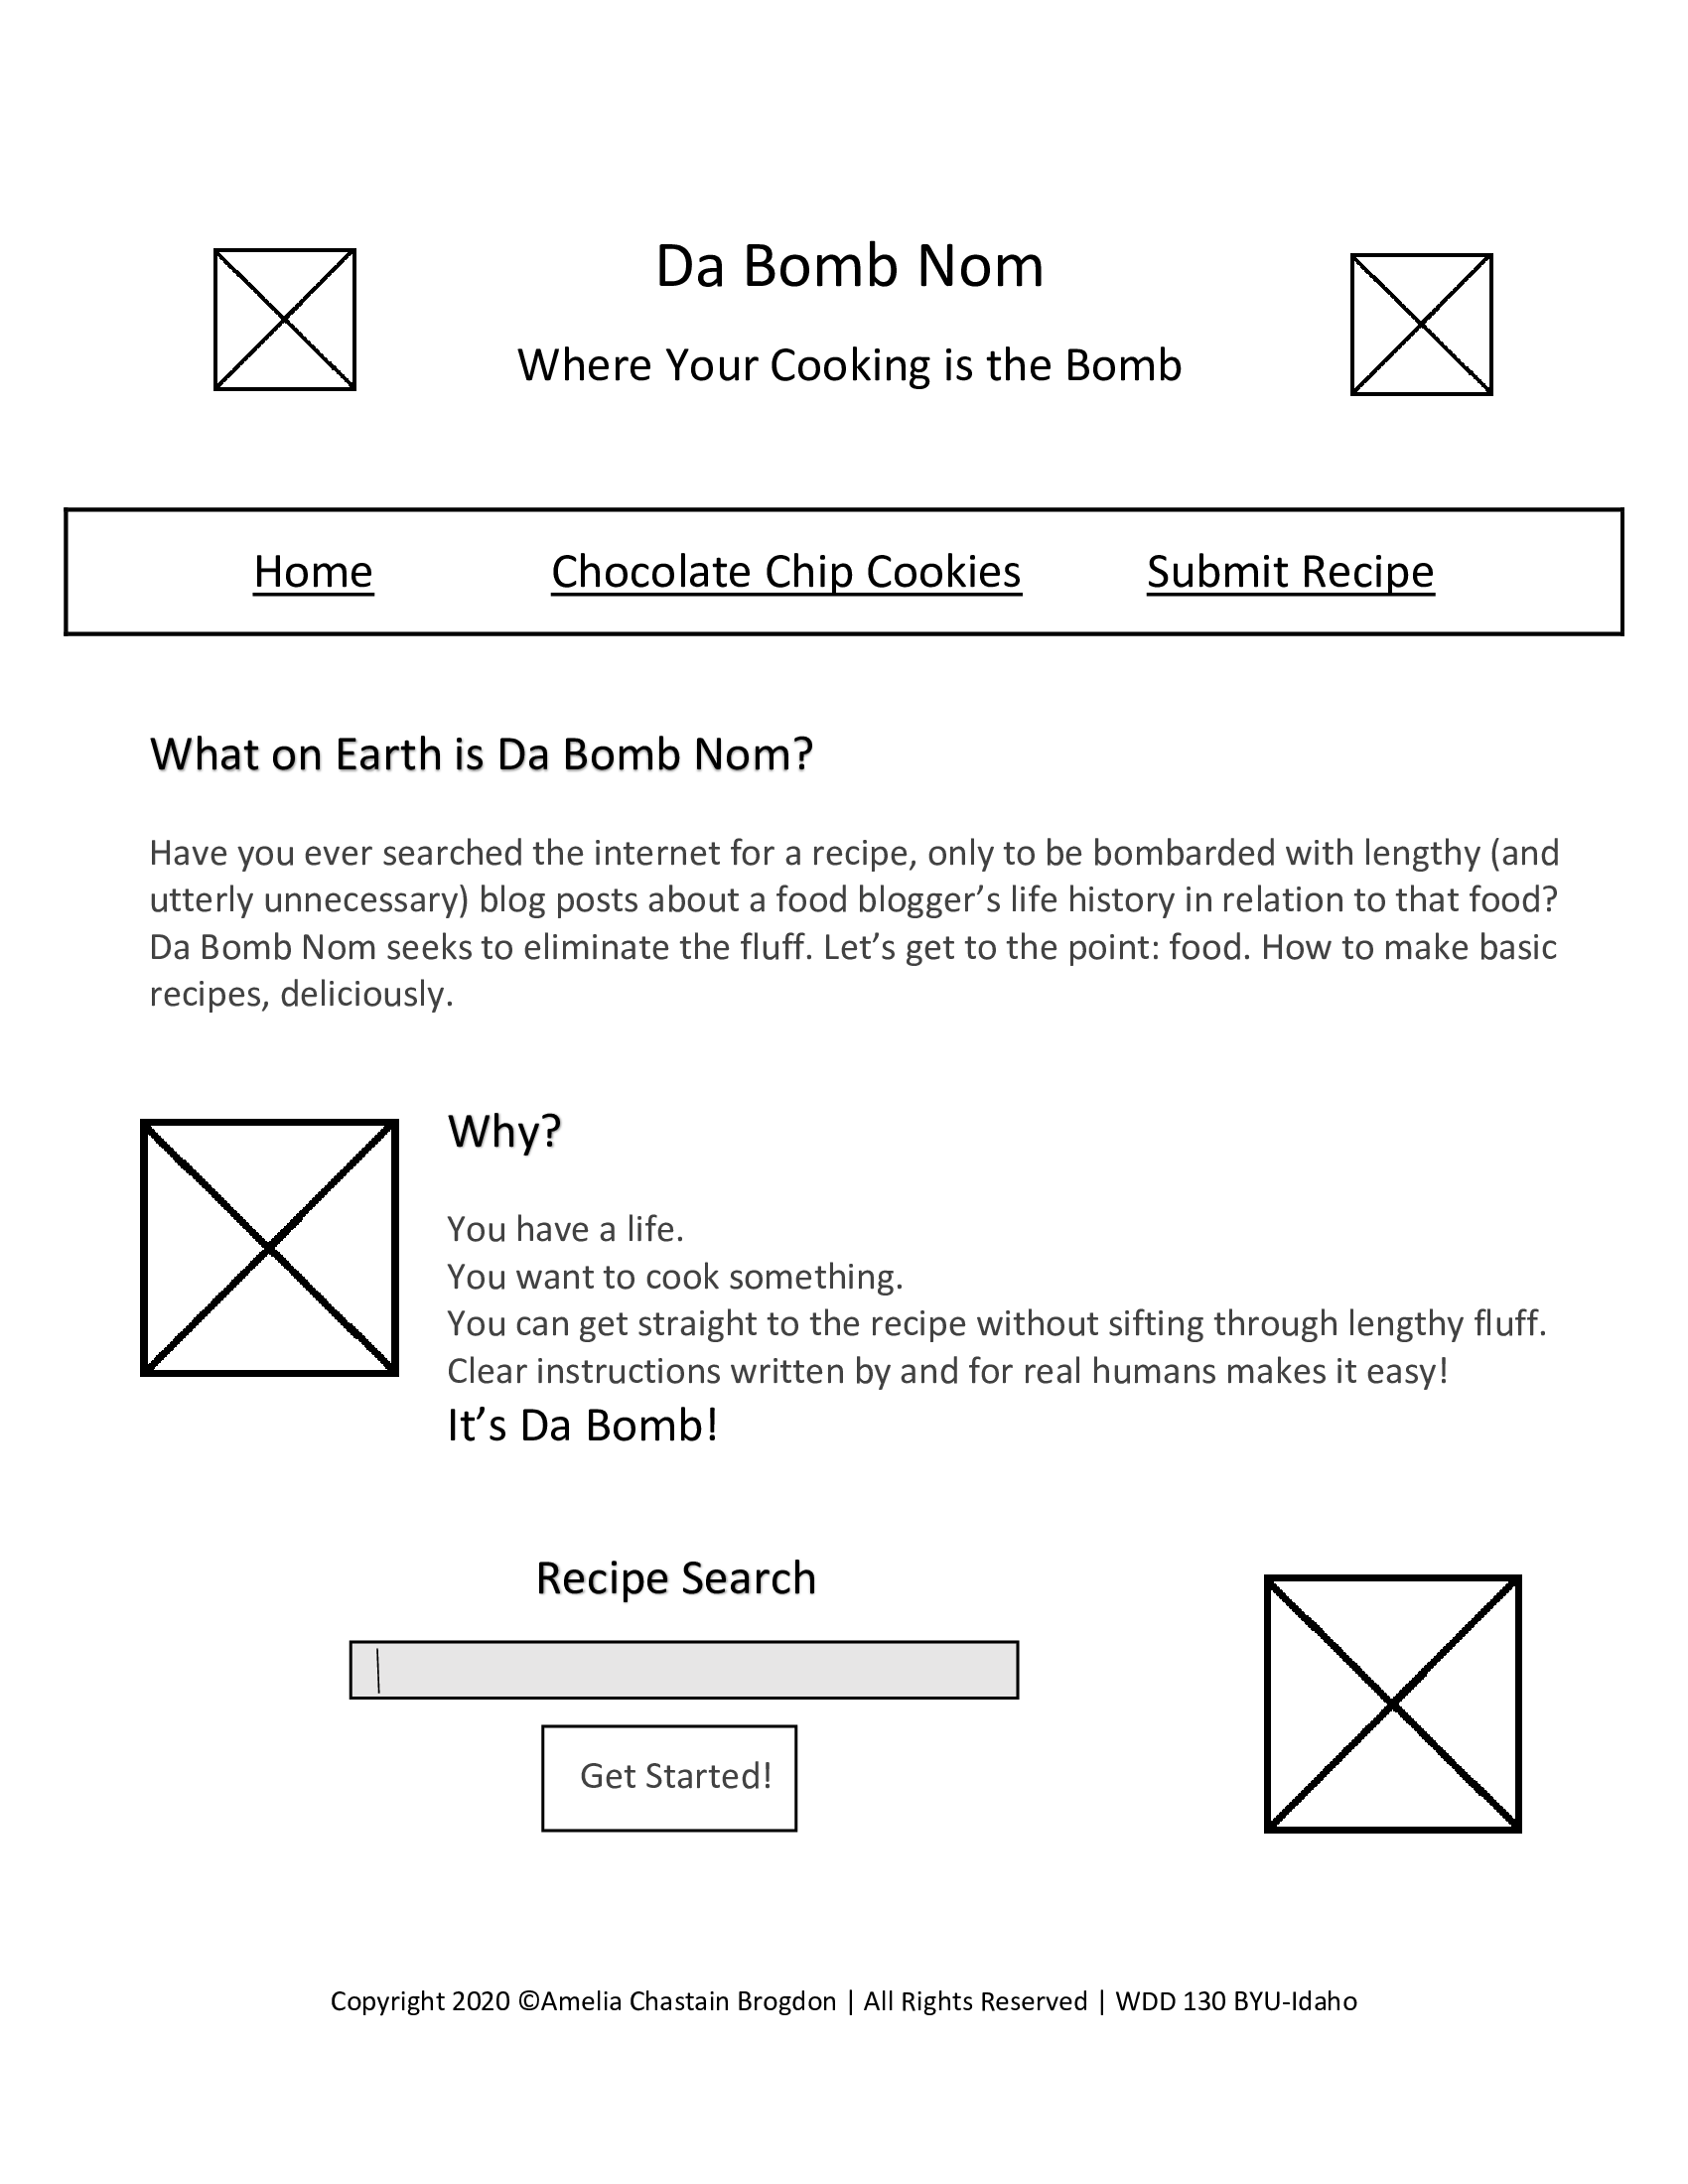 Da Bomb Nom
Where Your Cooking is the Bomb
Home Chocolate Chip Cookies Submit Recipe
What on Earth is Da Bomb Nom?
Have you ever searched the internet for a recipe, only to be bombarded with lengthy (and
utterly unnecessary) blog posts about a food blogger’s life history in relation to that food?
Da Bomb Nom seeks to eliminate the fluff. Let’s get to the point: food. How to make basic
recipes, deliciously.
Why?
You have a life.
You want to cook something.
You can get straight to the recipe without sifting through lengthy fluff.
Clear instructions written by and for real humans makes it easy!
It’s Da Bomb!
Recipe Search
Get Started!
Copyright 2020 ©Amelia Chastain Brogdon | All Rights Reserved | WDD 130 BYU-Idaho